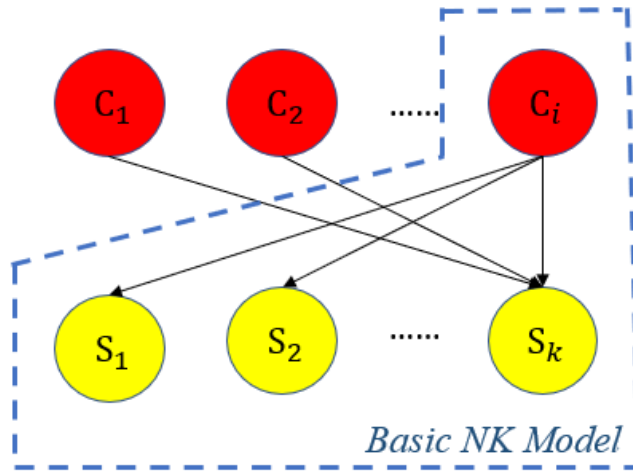 C₁ C₂ ...... Cᵢ
S₁ S₂ ...... Sₖ
Basic NK Model